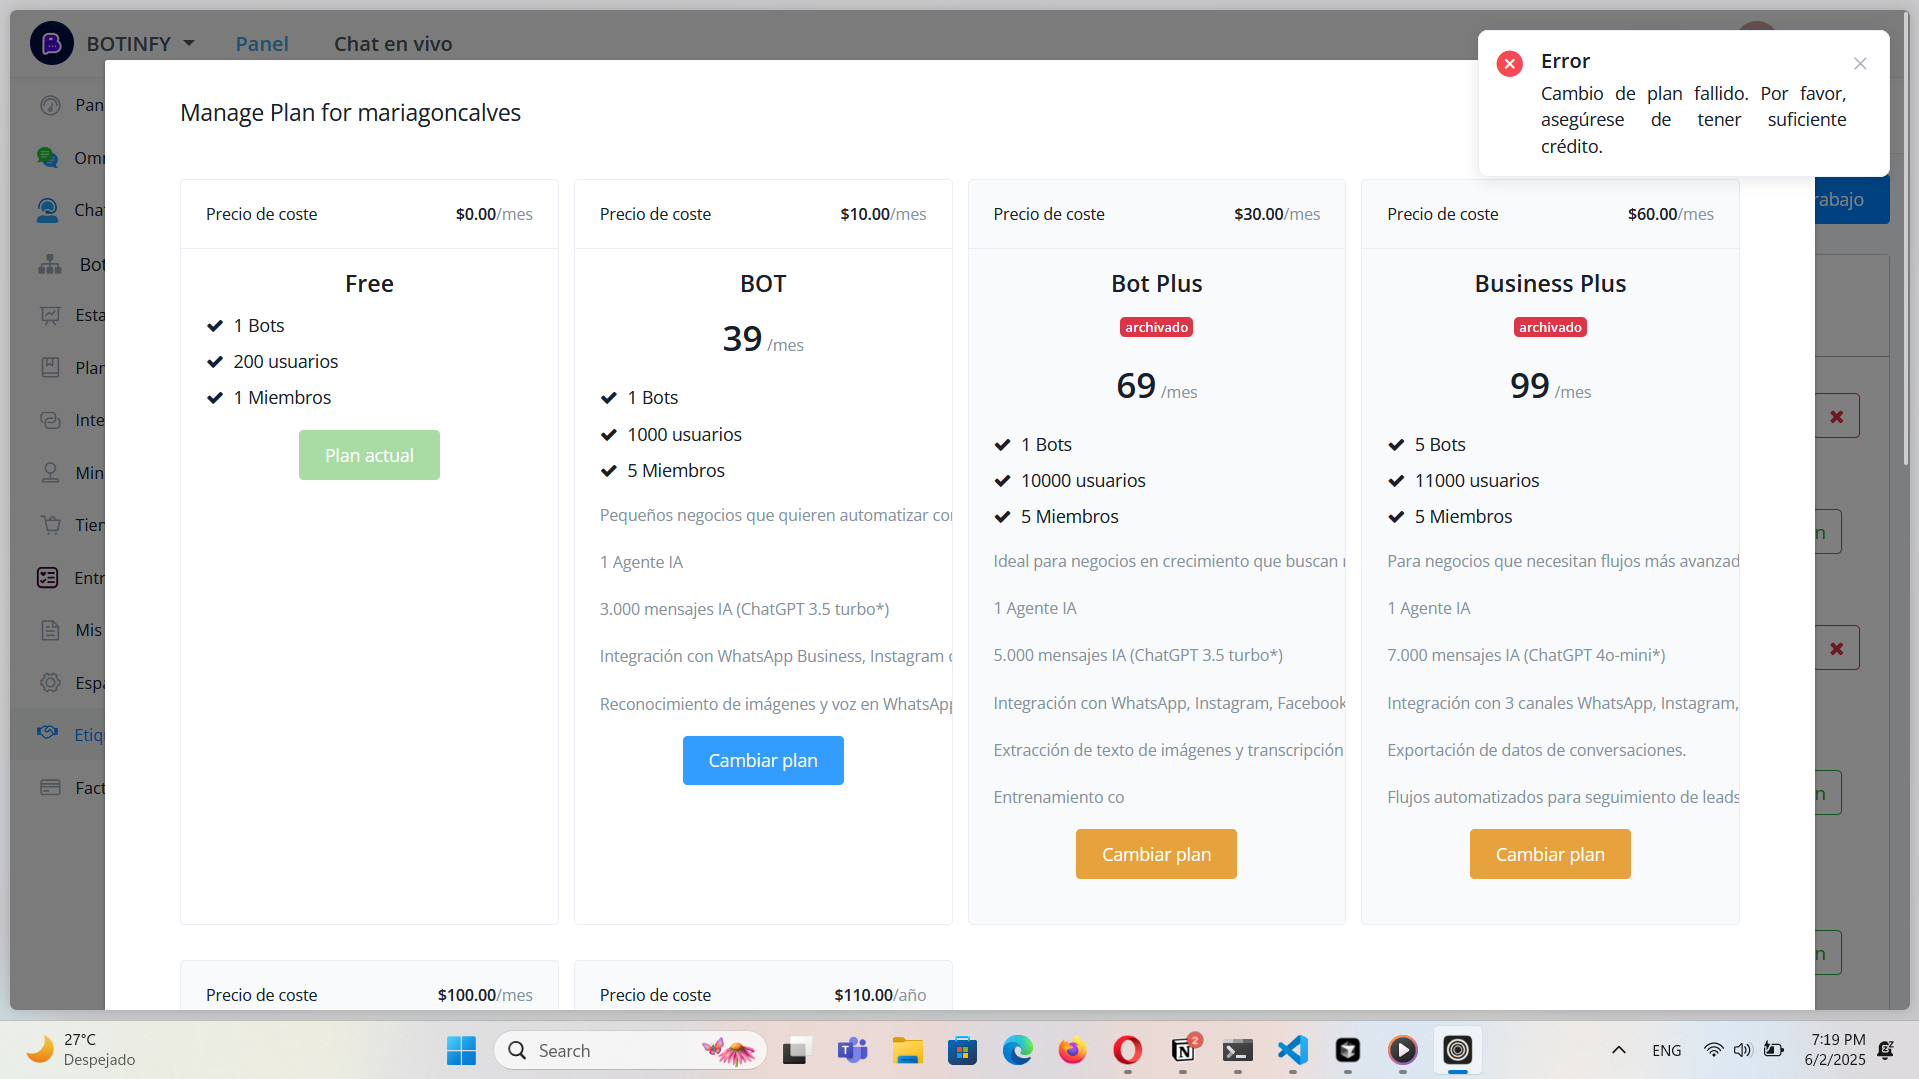 BOTINFY
Panel
Chat en vivo
Error
Cambio de plan fallido. Por favor,
asegúrese de tener suficiente
crédito.
Manage Plan for mariagoncalves
Pan
Omr
Chat
Bot
Esta
Plar
Inte
Min
Tier
Entr
Mis
Espa
Etiq
Fact
rabajo
Precio de coste $0.00/mes
Free
1 Bots
200 usuarios
1 Miembros
Plan actual
Precio de coste $10.00/mes
BOT
39 /mes
1 Bots
1000 usuarios
5 Miembros
Pequeños negocios que quieren automatizar co
1 Agente IA
3.000 mensajes IA (ChatGPT 3.5 turbo*)
Integración con WhatsApp Business, Instagram
Reconocimiento de imágenes y voz en WhatsApp
Cambiar plan
Precio de coste $30.00/mes
Bot Plus
archivado
69 /mes
1 Bots
10000 usuarios
5 Miembros
Ideal para negocios en crecimiento que buscan
1 Agente IA
5.000 mensajes IA (ChatGPT 3.5 turbo*)
Integración con WhatsApp, Instagram, Facebook
Extracción de texto de imágenes y transcripción
Entrenamiento co
Cambiar plan
Precio de coste $60.00/mes
Business Plus
archivado
99 /mes
5 Bots
11000 usuarios
5 Miembros
Para negocios que necesitan flujos más avanzad
1 Agente IA
7.000 mensajes IA (ChatGPT 4o-mini*)
Integración con 3 canales WhatsApp, Instagram,
Exportación de datos de conversaciones.
Flujos automatizados para seguimiento de leads
Cambiar plan
n
n
n
Precio de coste $100.00/mes
Precio de coste $110.00/año
27°C
Despejado
Search
2
ENG
7:19 PM
6/2/2025